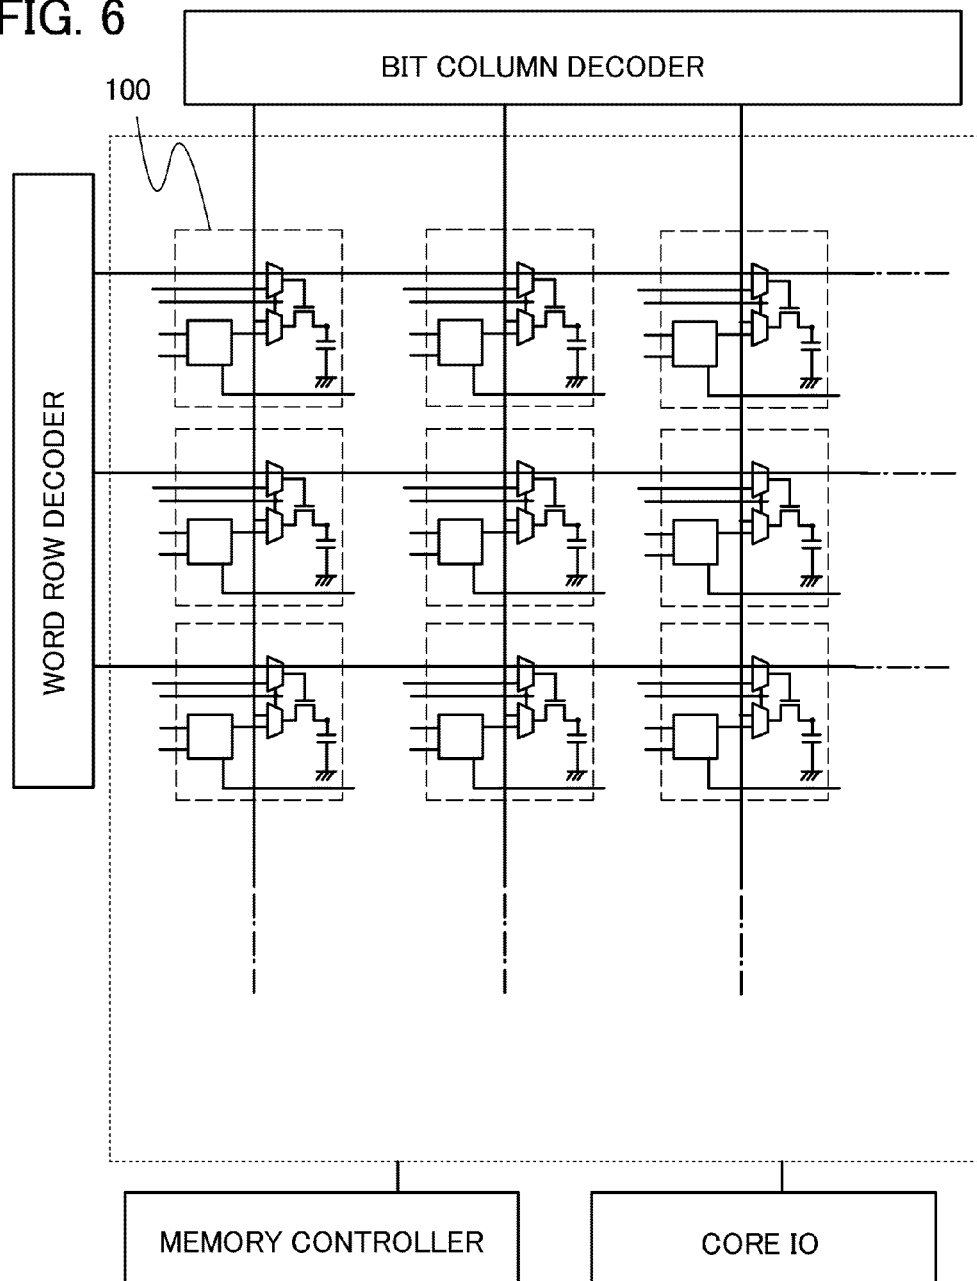 FIG. 6
BIT COLUMN DECODER
100
WORD ROW DECODER
MEMORY CONTROLLER
CORE IO